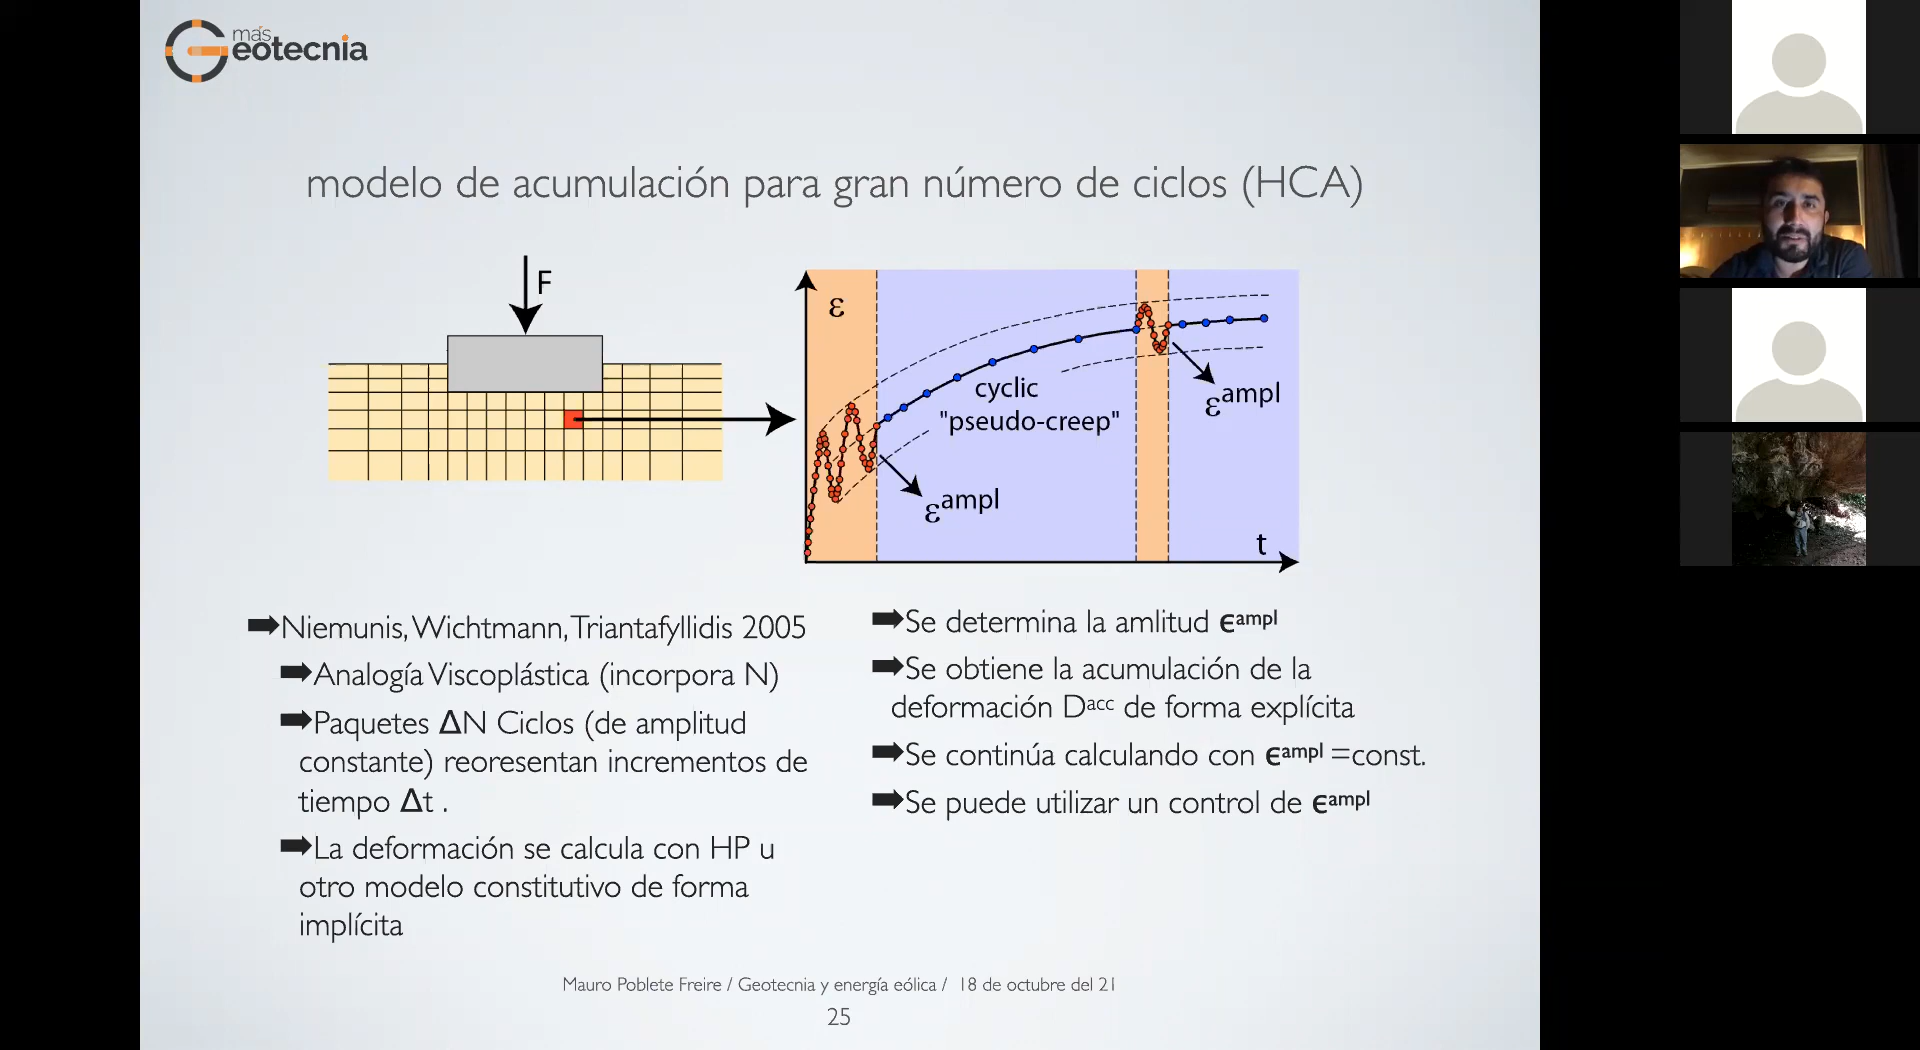 más
Geotecnia
modelo de acumulación para gran número de ciclos (HCA)
F
ε
cyclic
"pseudo-creep"
εampl
εampl
t
➡Niemunis, Wichtmann, Triantafyllidis 2005
➡Analogía Viscoplástica (incorpora N)
➡Paquetes ΔN Ciclos (de amplitud
constante) reoresentan incrementos de
tiempo Δt .
➡La deformación se calcula con HP u
otro modelo constitutivo de forma
implícita
➡Se determina la amlitud ϵampl
➡Se obtiene la acumulación de la
deformación Dacc de forma explícita
➡Se continúa calculando con ϵampl =const.
➡Se puede utilizar un control de ϵampl
Mauro Poblete Freire / Geotecnia y energía eólica / 18 de octubre del 21
25